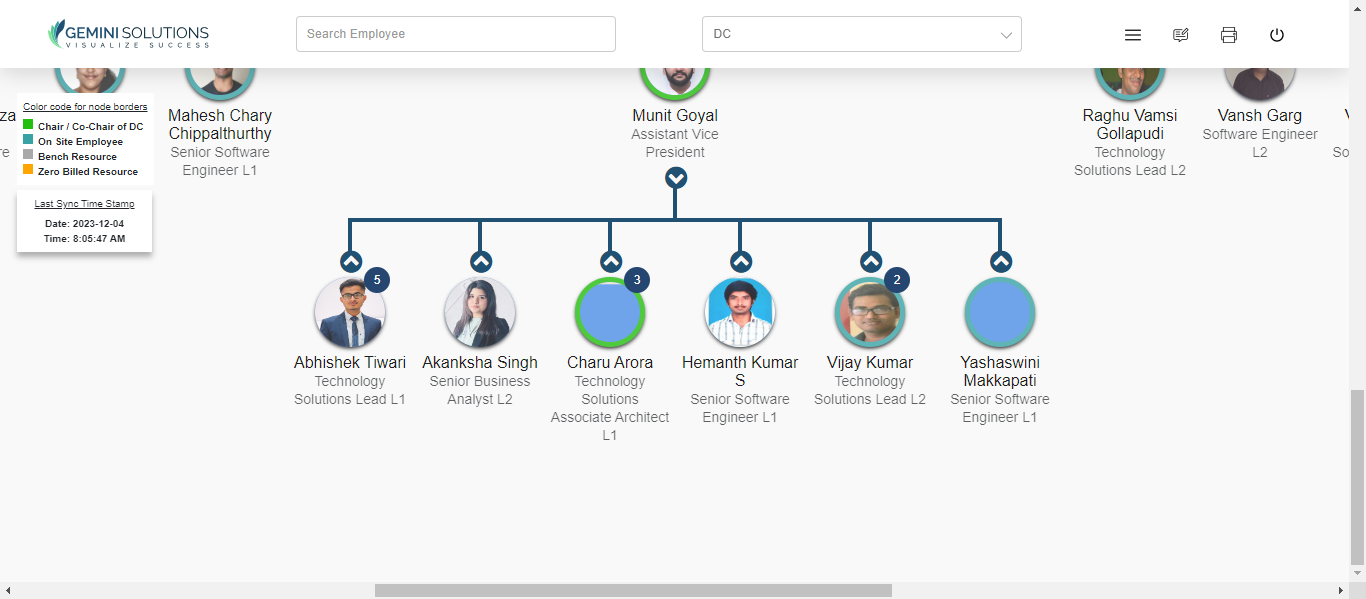 GEMINI SOLUTIONS
VISUALIZE SUCCESS
Search Employee
DC
Color code for node borders
Chair / Co-Chair of DC
On Site Employee
Bench Resource
Zero Billed Resource
Last Sync Time Stamp
Date: 2023-12-04
Time: 8:05:47 AM
za
re
Mahesh Chary
Chippalthurthy
Senior Software
Engineer L1
Munit Goyal
Assistant Vice
President
Raghu Vamsi
Gollapudi
Technology
Solutions Lead L2
Vansh Garg
Software Engineer
L2
V
So
5
Abhishek Tiwari
Technology
Solutions Lead L1
Akanksha Singh
Senior Business
Analyst L2
3
Charu Arora
Technology
Solutions
Associate Architect
L1
Hemanth Kumar
S
Senior Software
Engineer L1
2
Vijay Kumar
Technology
Solutions Lead L2
Yashaswini
Makkapati
Senior Software
Engineer L1